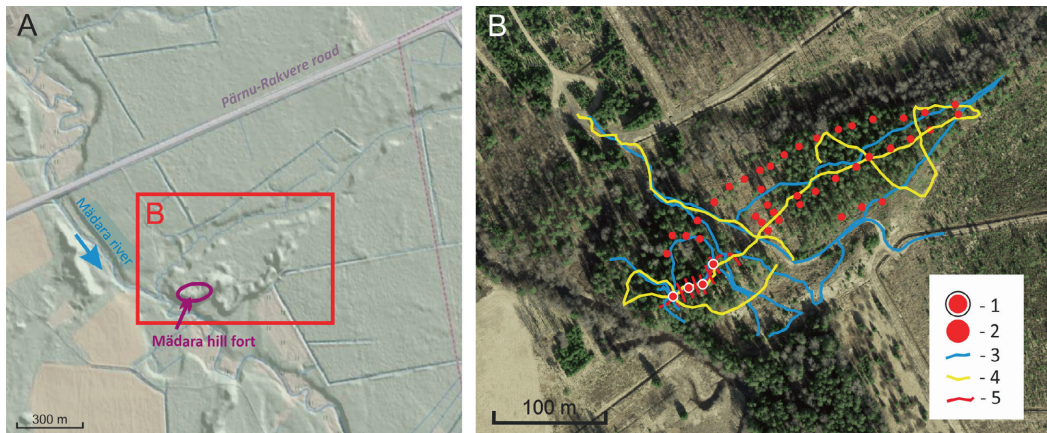 A
Pärnu-Rakvere road
B
Mädara river
Mädara hill fort
300 m
B
- 1
- 2
- 3
- 4
- 5
100 m